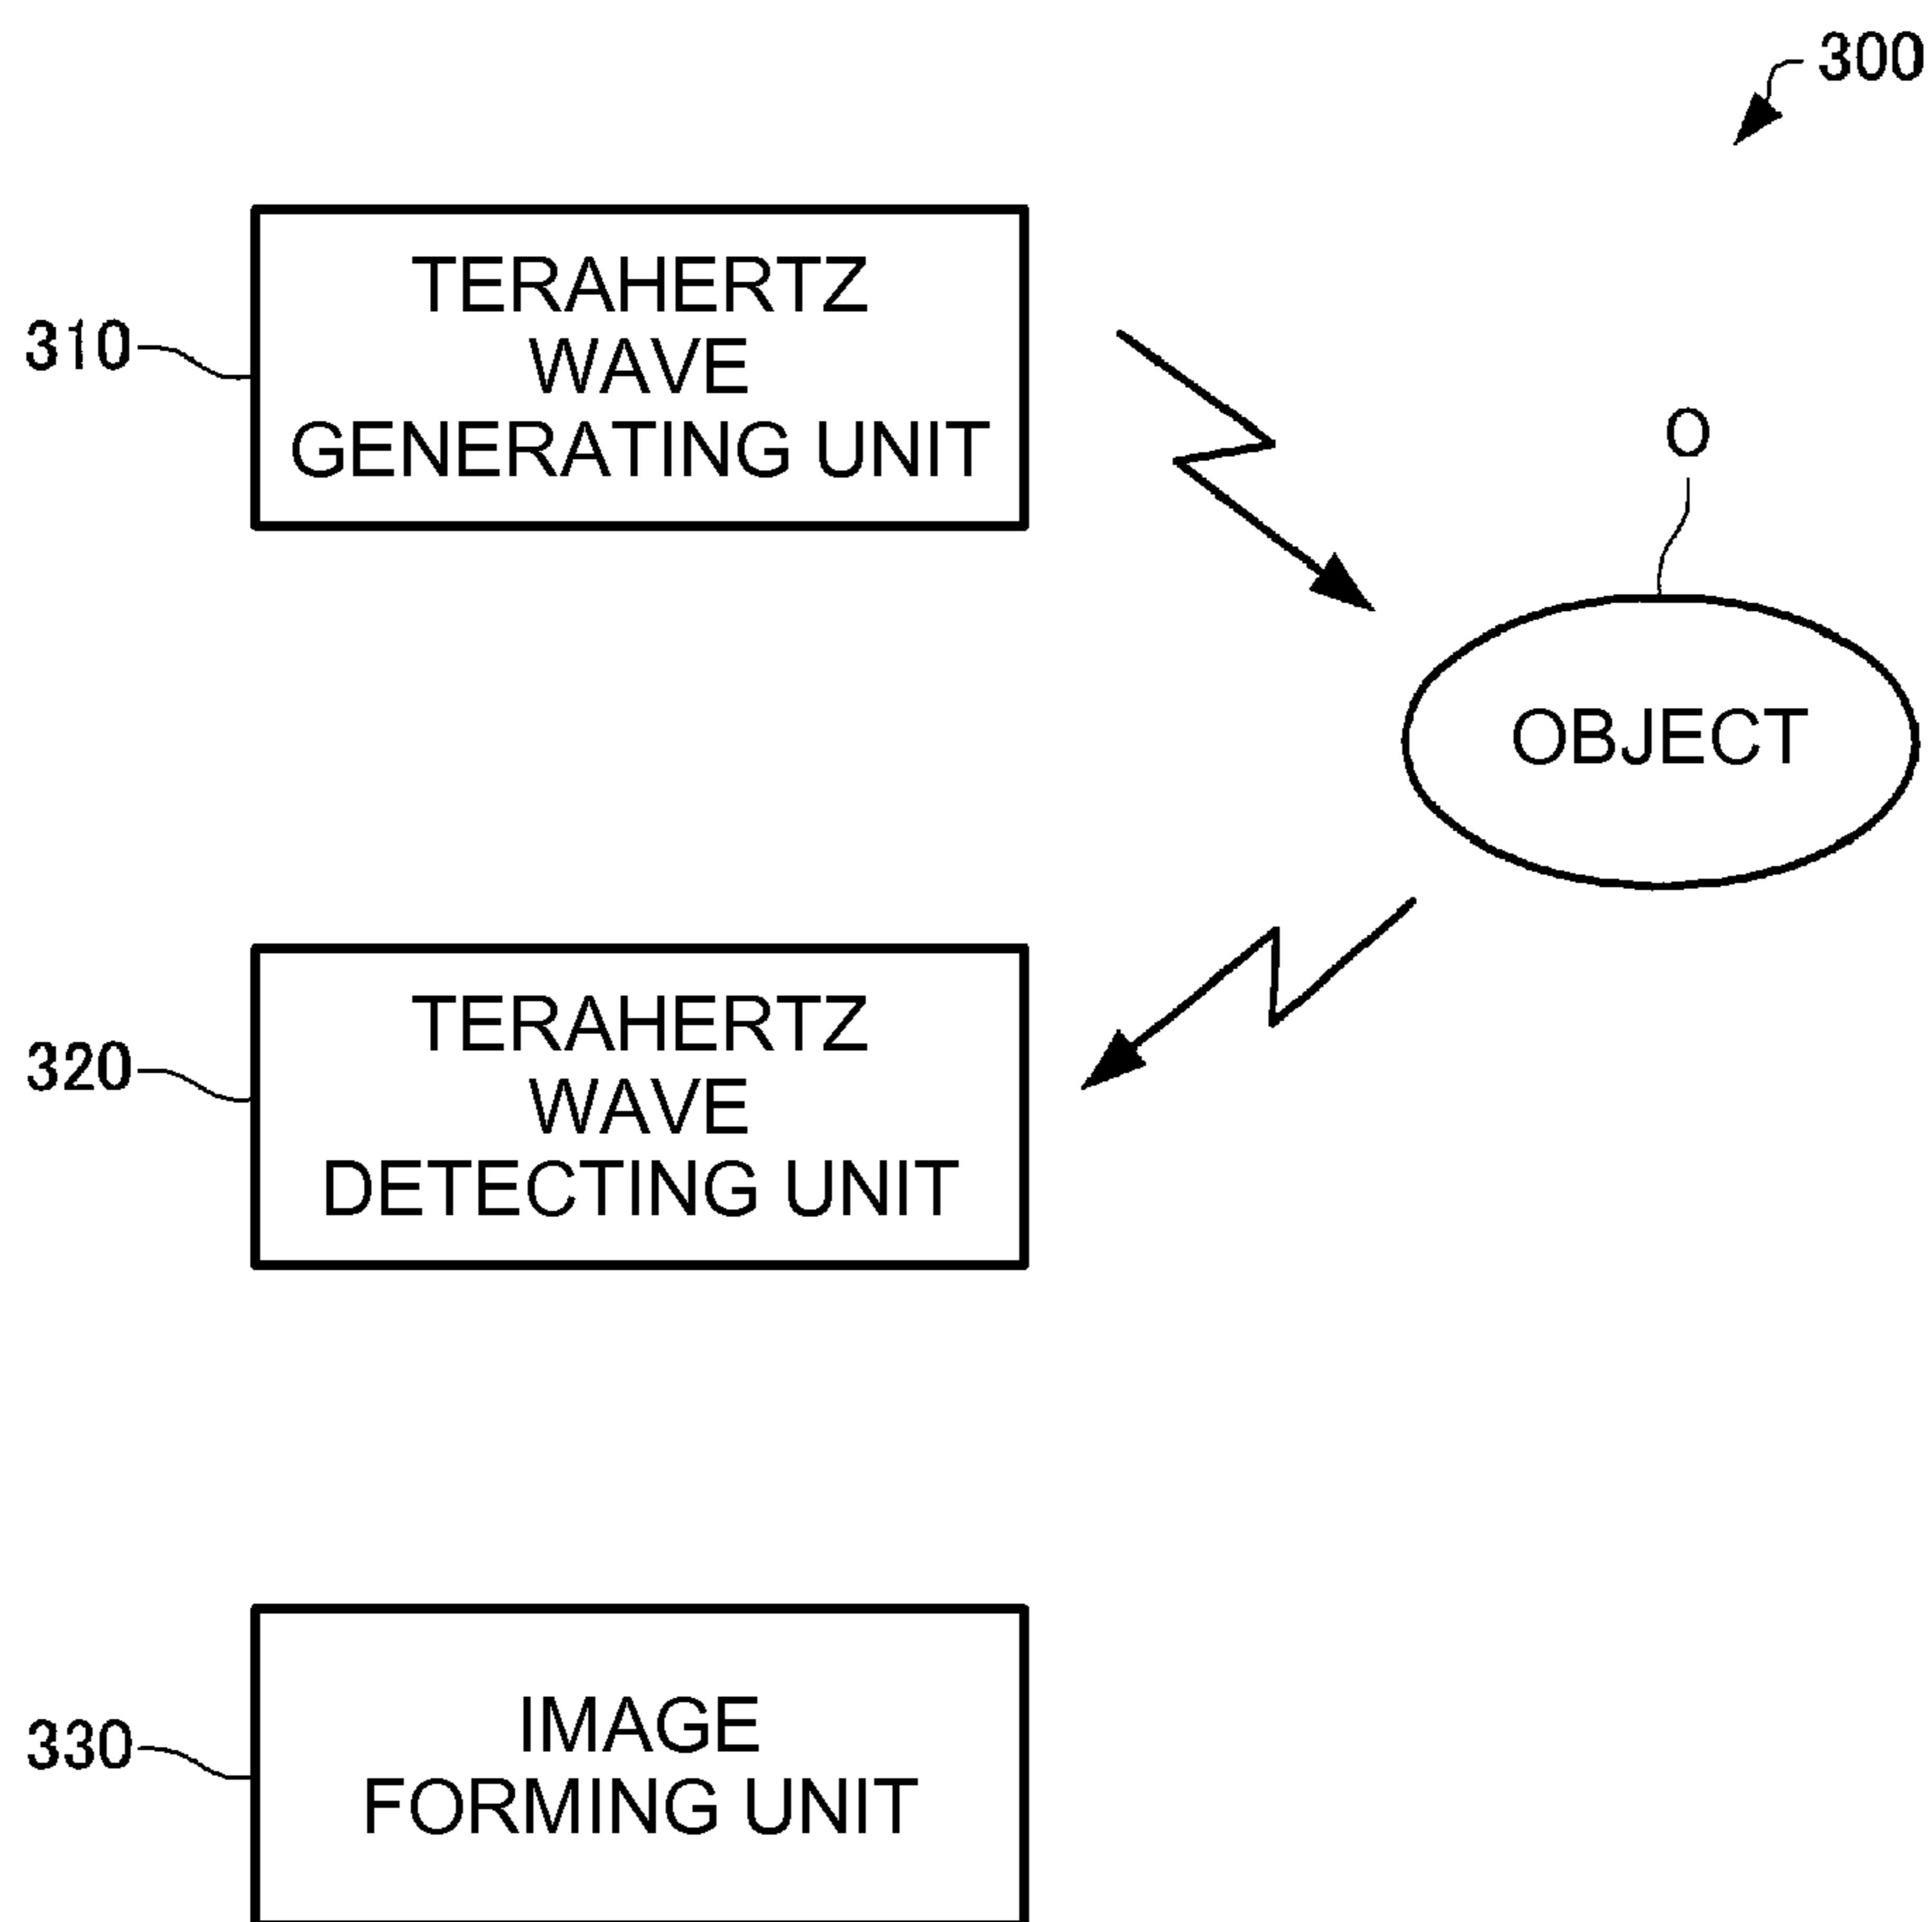 300
310
TERAHERTZ
WAVE
GENERATING UNIT
O
OBJECT
320
TERAHERTZ
WAVE
DETECTING UNIT
330
IMAGE
FORMING UNIT